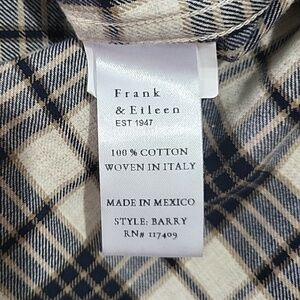 Frank
& Eileen
EST 1947
100% COTTON
WOVEN IN ITALY
MADE IN MEXICO
STYLE: BARRY
RN# 117409